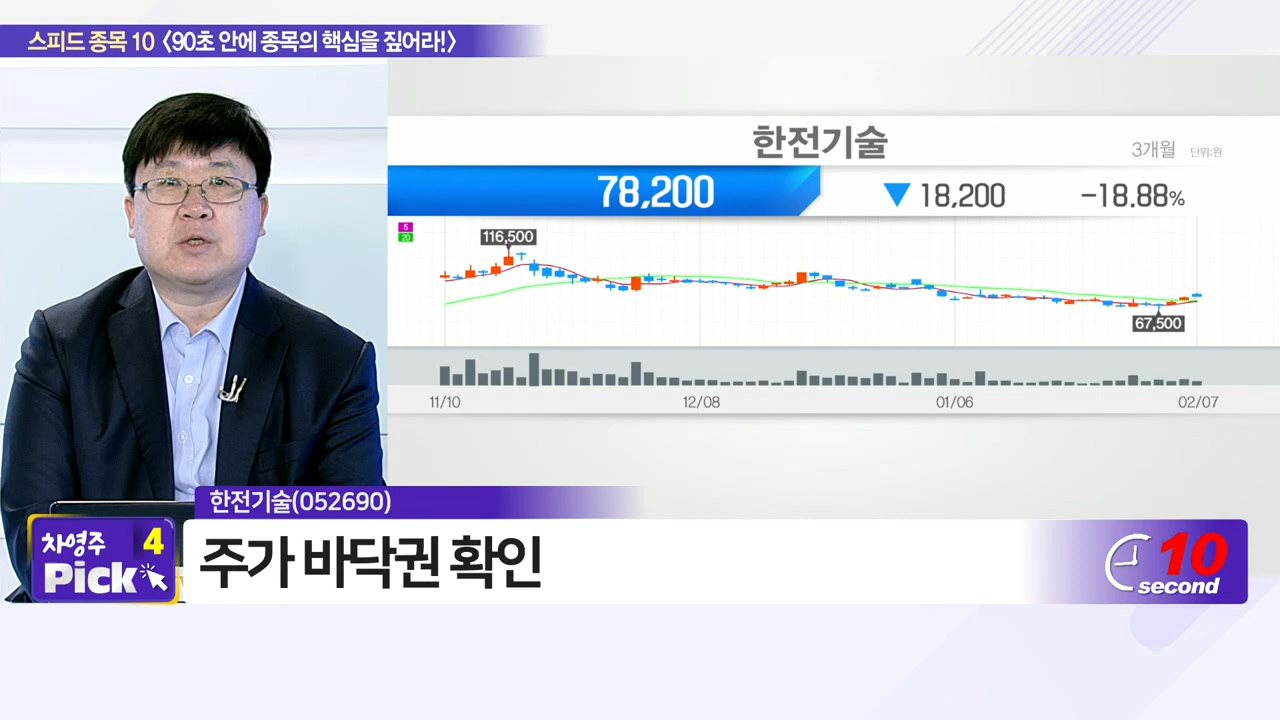 스피드 종목 10 <90초 안에 종목의 핵심을 짚어라!>
한전기술
3개월 단위:원
78,200 ▼ 18,200 -18.88%
5
20
116,500
67,500
11/10 12/08 01/06 02/07
한전기술(052690)
차영주 4
Pick
주가 바닥권 확인
10
second